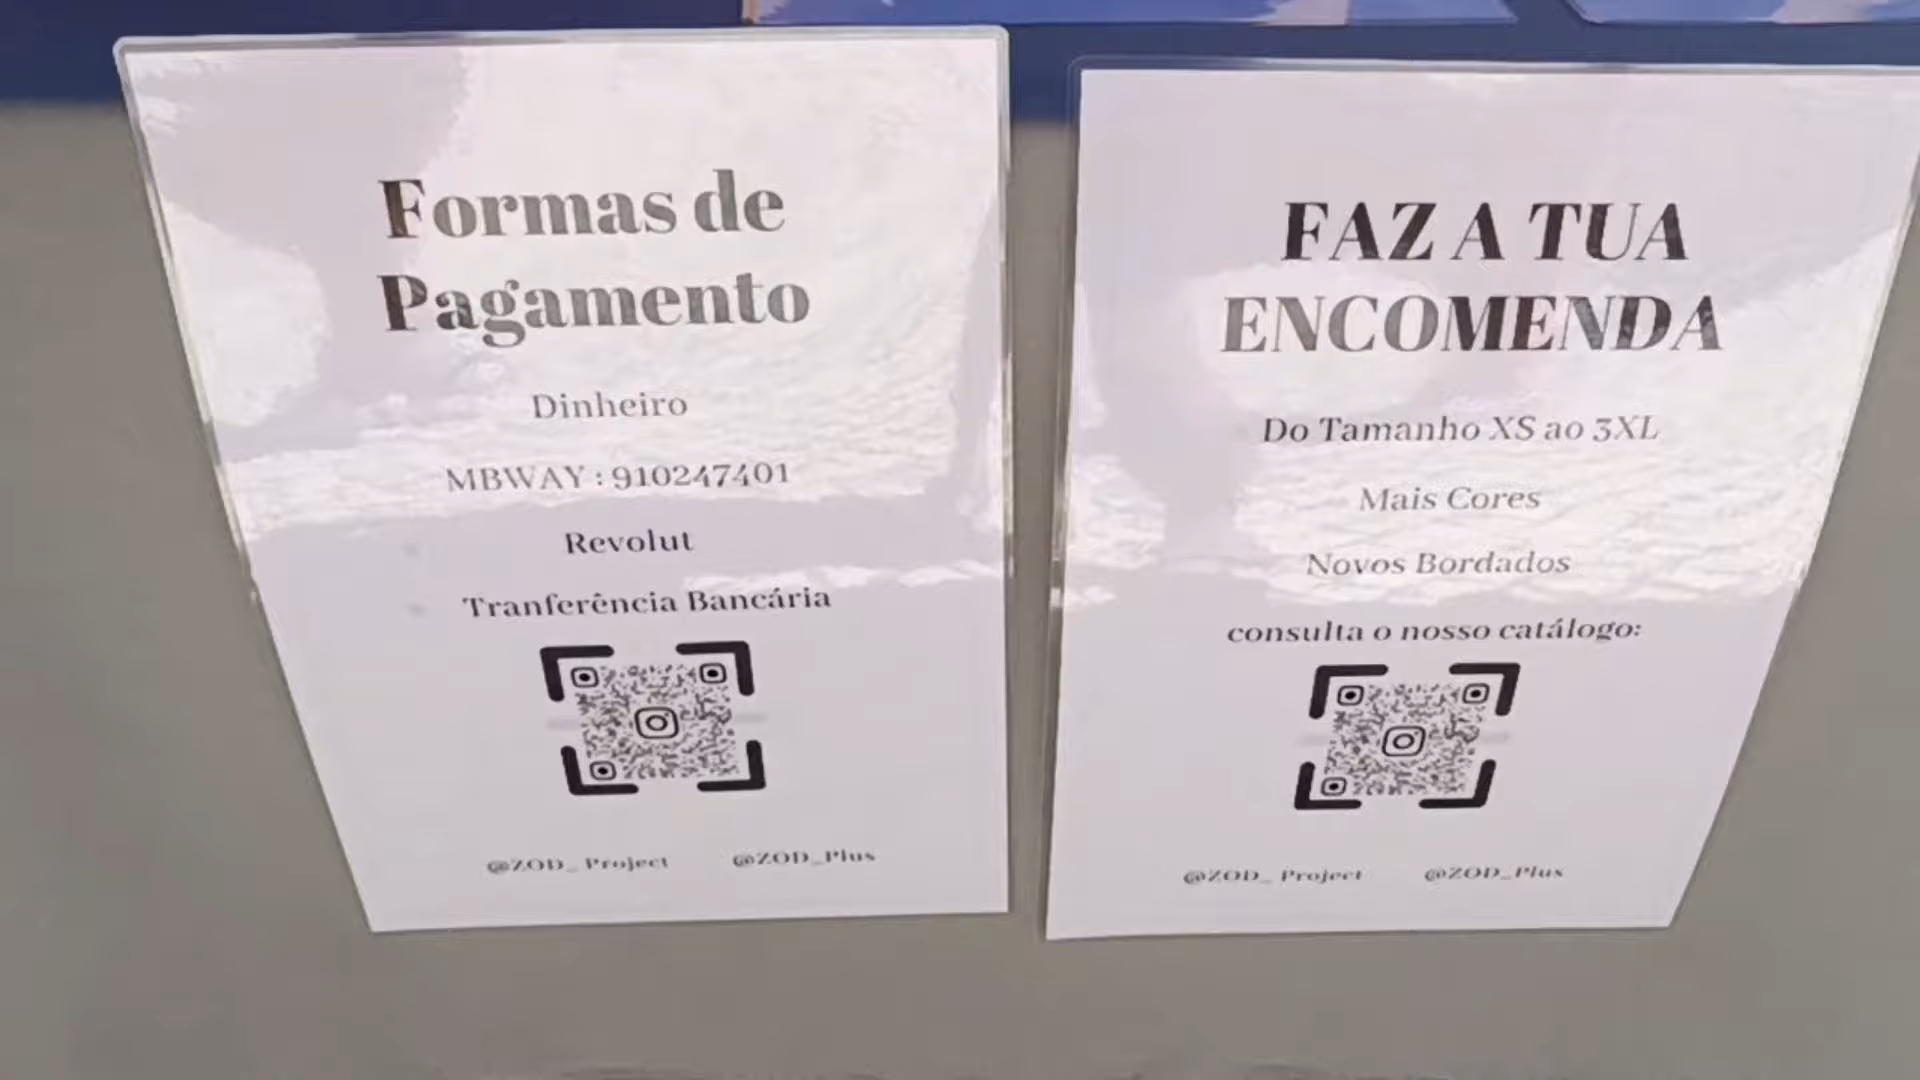 Formas de
Pagamento
Dinheiro
MBWAY : 910247401
Revolut
Tranferência Bancária
@ZOD_ Project @ZOD_Plus
FAZ A TUA
ENCOMENDA
Do Tamanho XS ao 3XL
Mais Cores
Novos Bordados
consulta o nosso catálogo:
@ZOD_ Project @ZOD_Plus